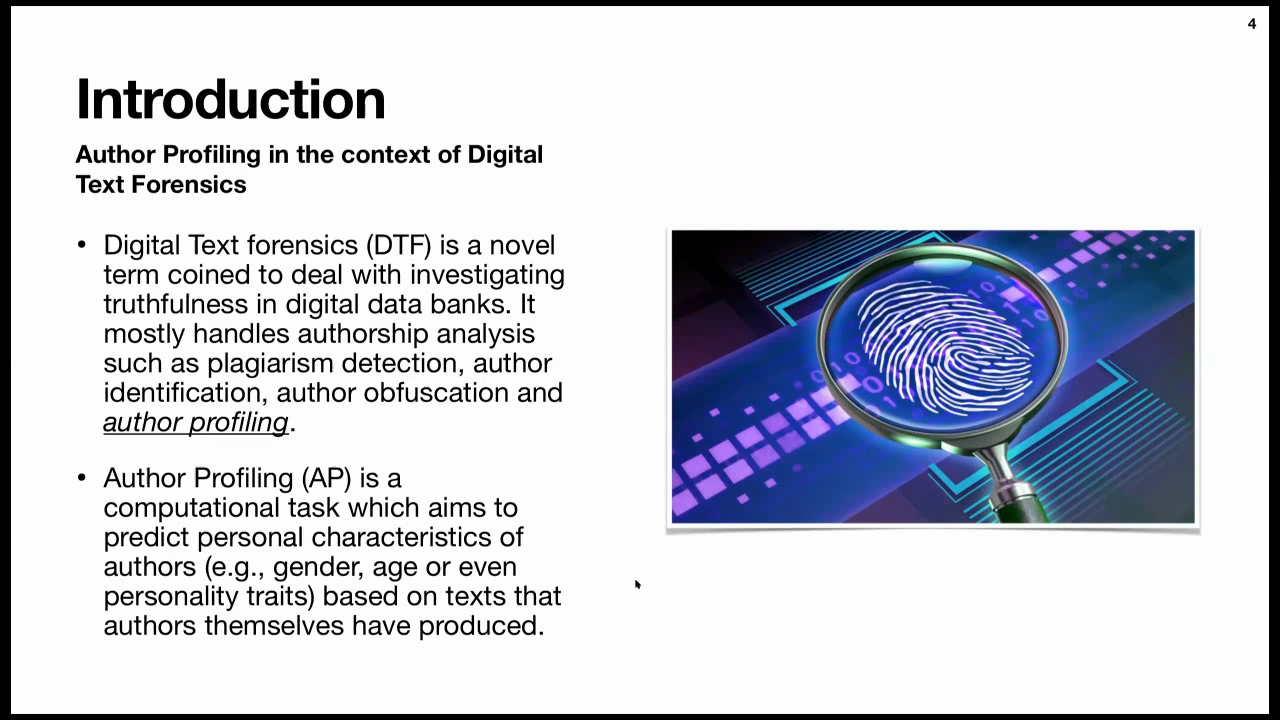 4
Introduction
Author Profiling in the context of Digital
Text Forensics
• Digital Text forensics (DTF) is a novel
term coined to deal with investigating
truthfulness in digital data banks. It
mostly handles authorship analysis
such as plagiarism detection, author
identification, author obfuscation and
author profiling.
• Author Profiling (AP) is a
computational task which aims to
predict personal characteristics of
authors (e.g., gender, age or even
personality traits) based on texts that
authors themselves have produced.